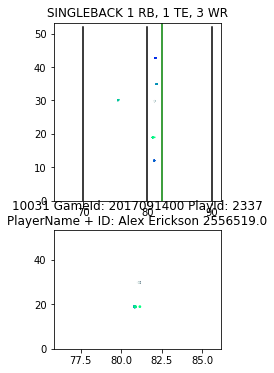 SINGLEBACK 1 RB, 1 TE, 3 WR
50
40
30
20
10
0
70 80 90
10031 GameId: 2017091400 PlayId: 2337
PlayerName + ID: Alex Erickson 2556519.0
40
20
0
77.5 80.0 82.5 85.0